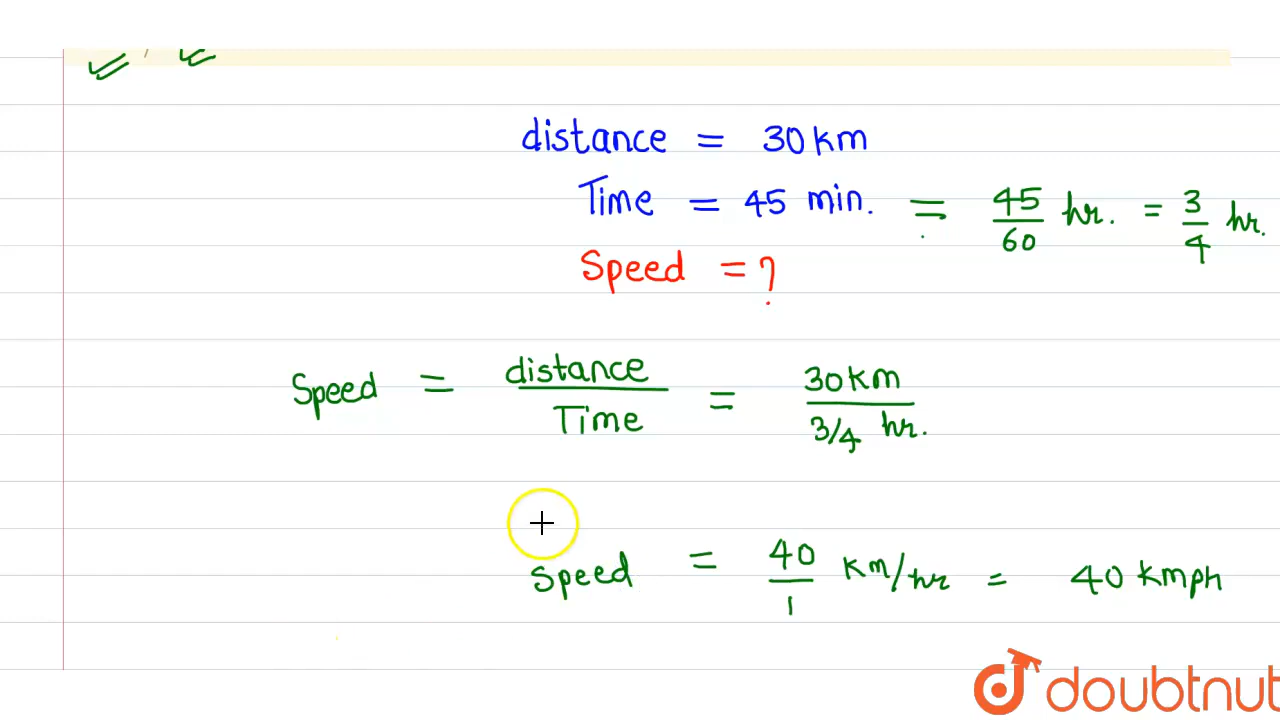 distance = 30 km
Time = 45 min. = 45/60 hr. = 3/4 hr.
Speed = ?
Speed = distance/Time = 30 km/3/4 hr.
Speed = 40/1 km/hr = 40 kmph
doubtnut